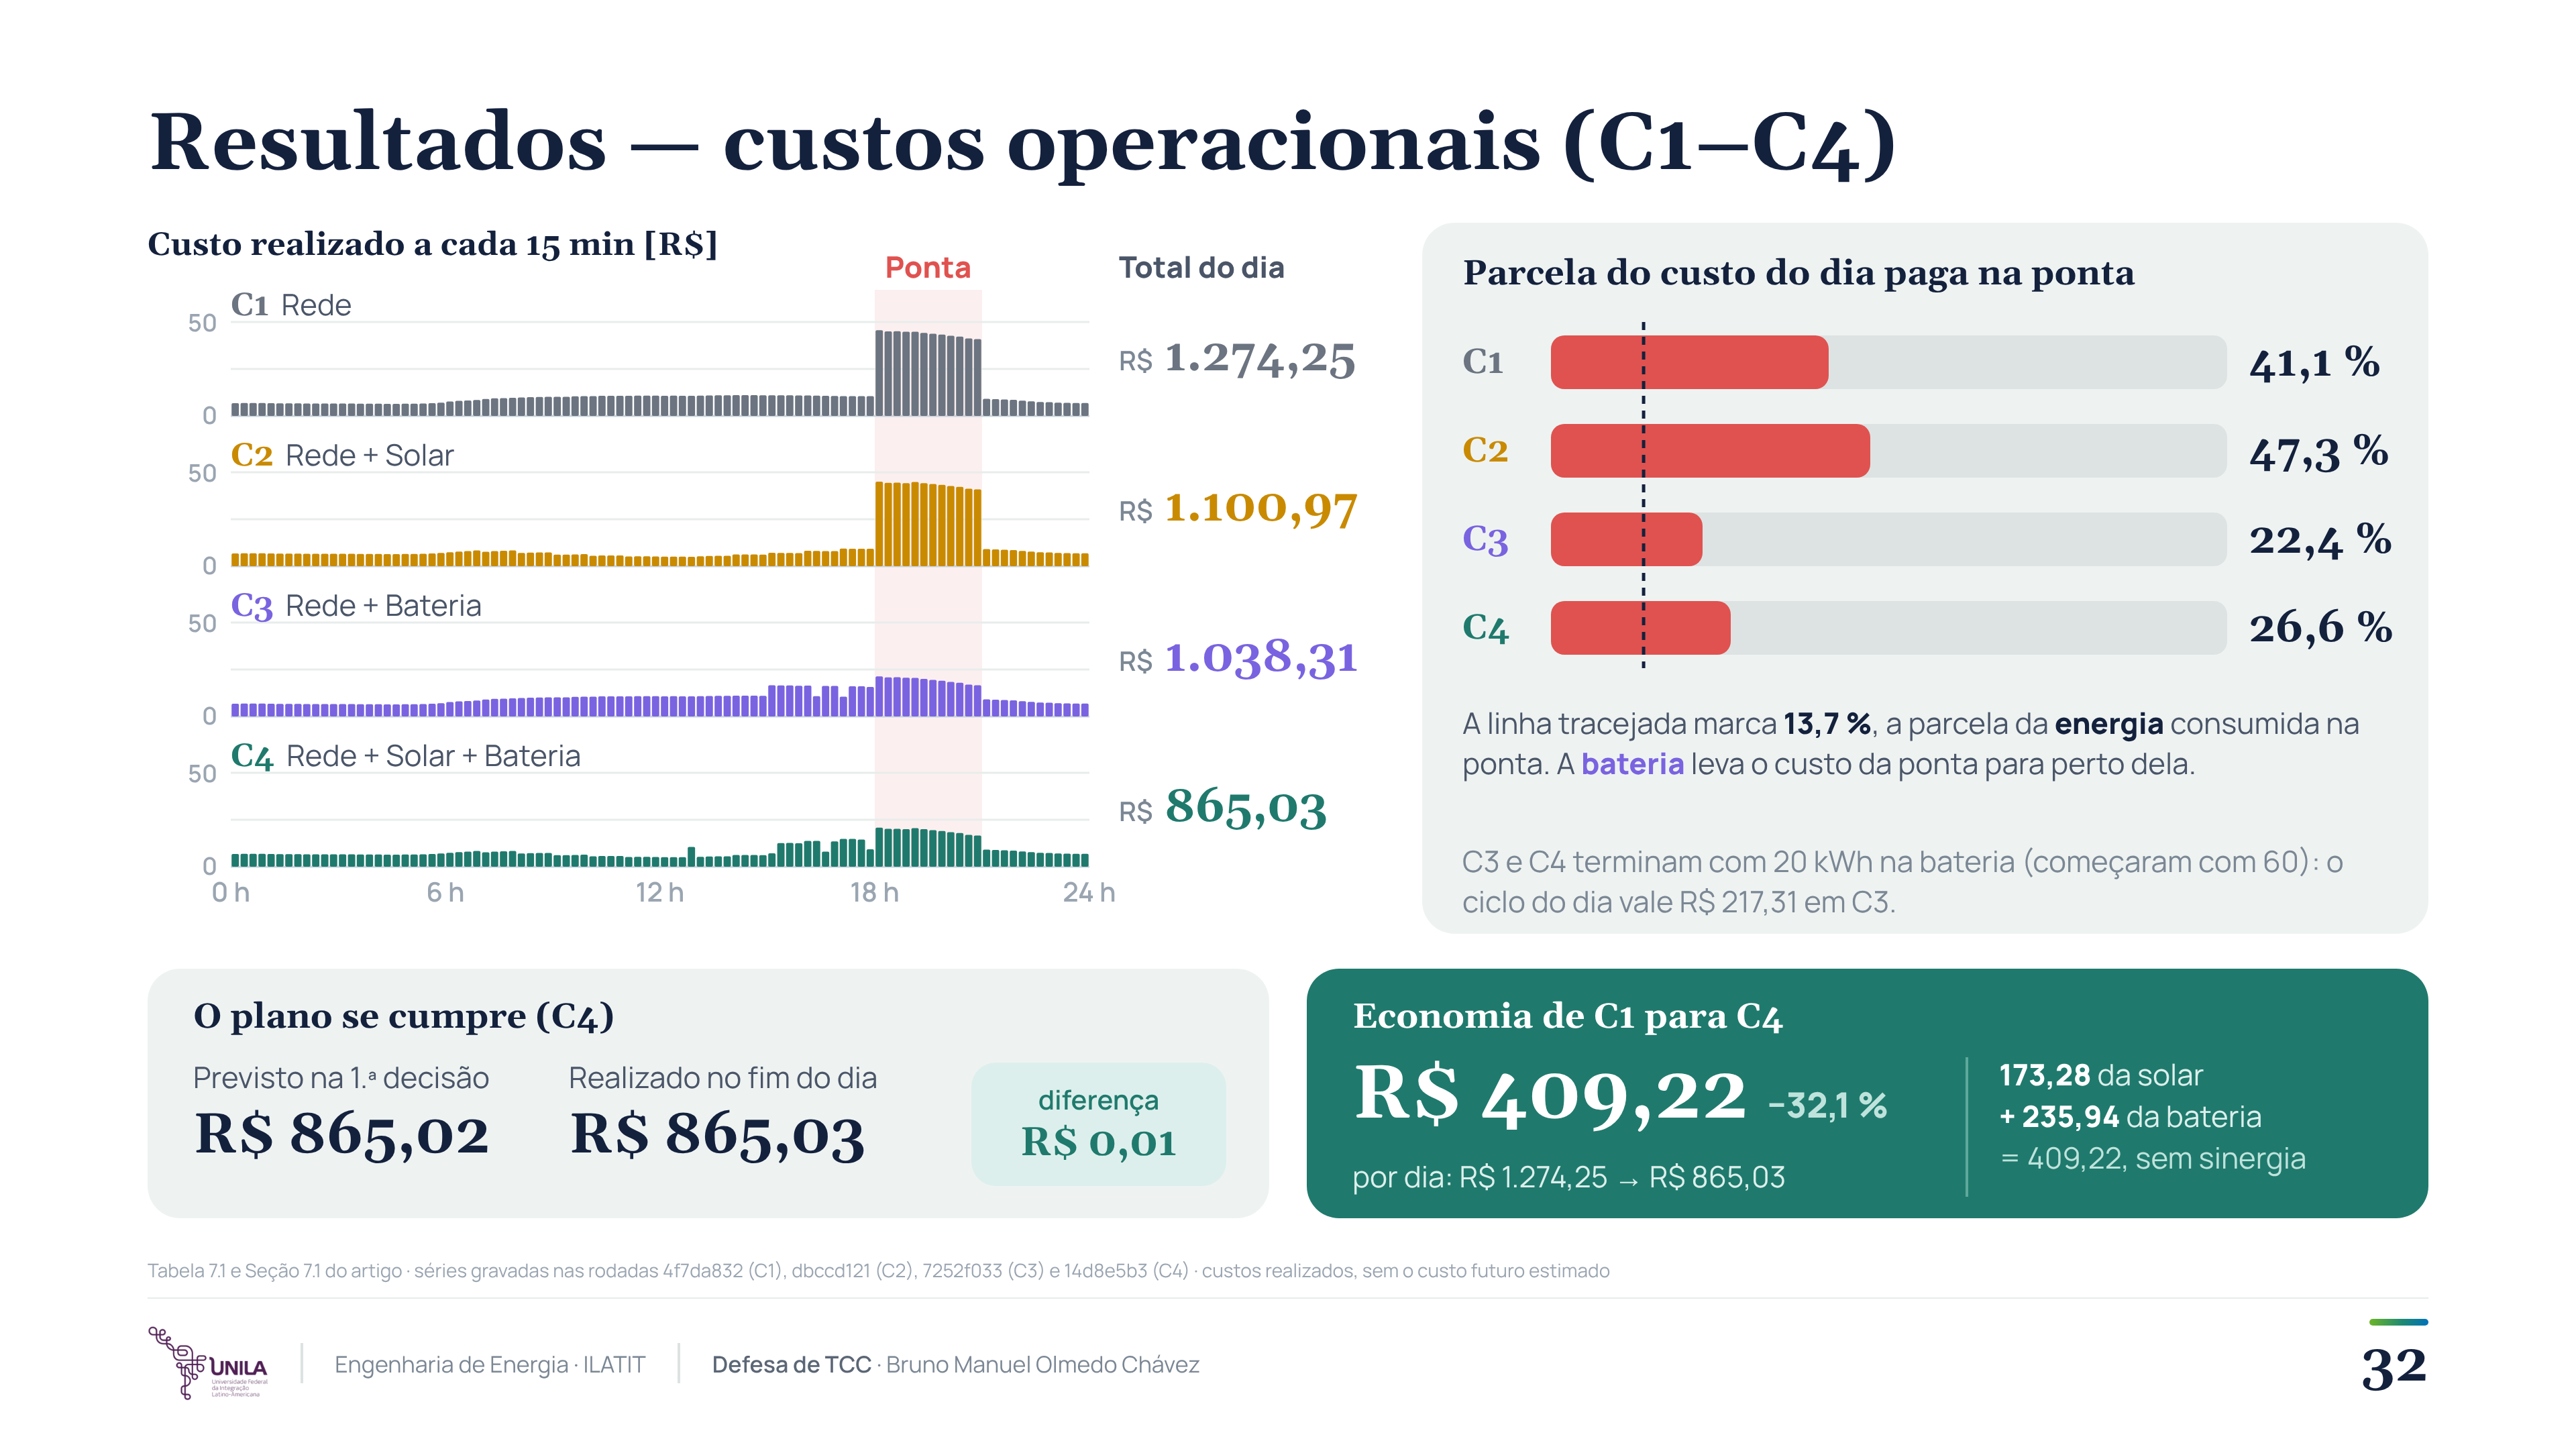 Resultados — custos operacionais (C1–C4)
Custo realizado a cada 15 min [R$]
Ponta
Total do dia
C1 Rede
50
0
R$ 1.274,25
C2 Rede + Solar
50
0
R$ 1.100,97
C3 Rede + Bateria
50
0
R$ 1.038,31
C4 Rede + Solar + Bateria
50
0
R$ 865,03
0 h 6 h 12 h 18 h 24 h
Parcela do custo do dia paga na ponta
C1 41,1 %
C2 47,3 %
C3 22,4 %
C4 26,6 %
A linha tracejada marca 13,7 %, a parcela da energia consumida na
ponta. A bateria leva o custo da ponta para perto dela.
C3 e C4 terminam com 20 kWh na bateria (começaram com 60): o
ciclo do dia vale R$ 217,31 em C3.
O plano se cumpre (C4)
Previsto na 1.ª decisão
R$ 865,02
Realizado no fim do dia
R$ 865,03
diferença
R$ 0,01
Economia de C1 para C4
R$ 409,22 −32,1 %
por dia: R$ 1.274,25 → R$ 865,03
173,28 da solar
+ 235,94 da bateria
= 409,22, sem sinergia
Tabela 7.1 e Seção 7.1 do artigo · séries gravadas nas rodadas 4f7da832 (C1), dbccd121 (C2), 7252f033 (C3) e 14d8e5b3 (C4) · custos realizados, sem o custo futuro estimado
UNILA
Universidade Federal
da Integração
Latino-Americana
Engenharia de Energia · ILATIT
Defesa de TCC · Bruno Manuel Olmedo Chávez
32